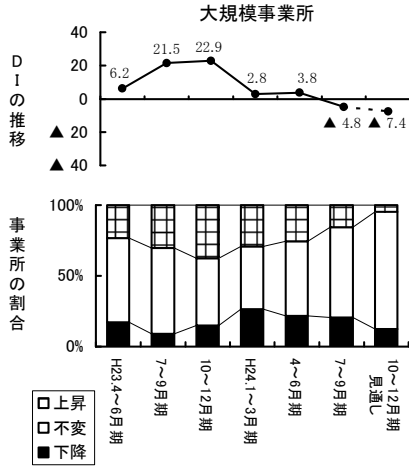 大規模事業所
DIの推移
40
20
0
▲ 20
▲ 40
6.2
21.5
22.9
2.8
3.8
▲ 4.8
▲ 7.4
事業所の割合
100%
50%
0%
H23.4～6月期
7～9月期
10～12月期
H24.1～3月期
4～6月期
7～9月期
10～12月期
見通し
上昇
不変
下降